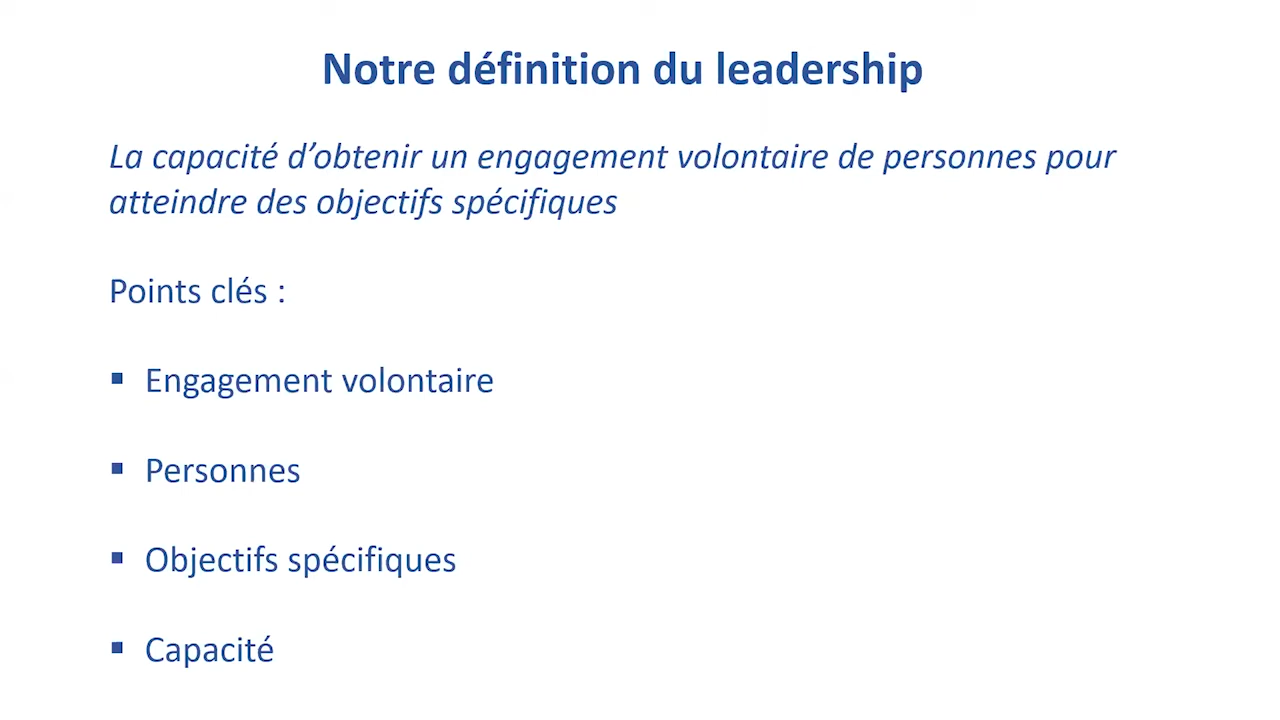 Notre définition du leadership
La capacité d’obtenir un engagement volontaire de personnes pour
atteindre des objectifs spécifiques
Points clés :
▪ Engagement volontaire
▪ Personnes
▪ Objectifs spécifiques
▪ Capacité